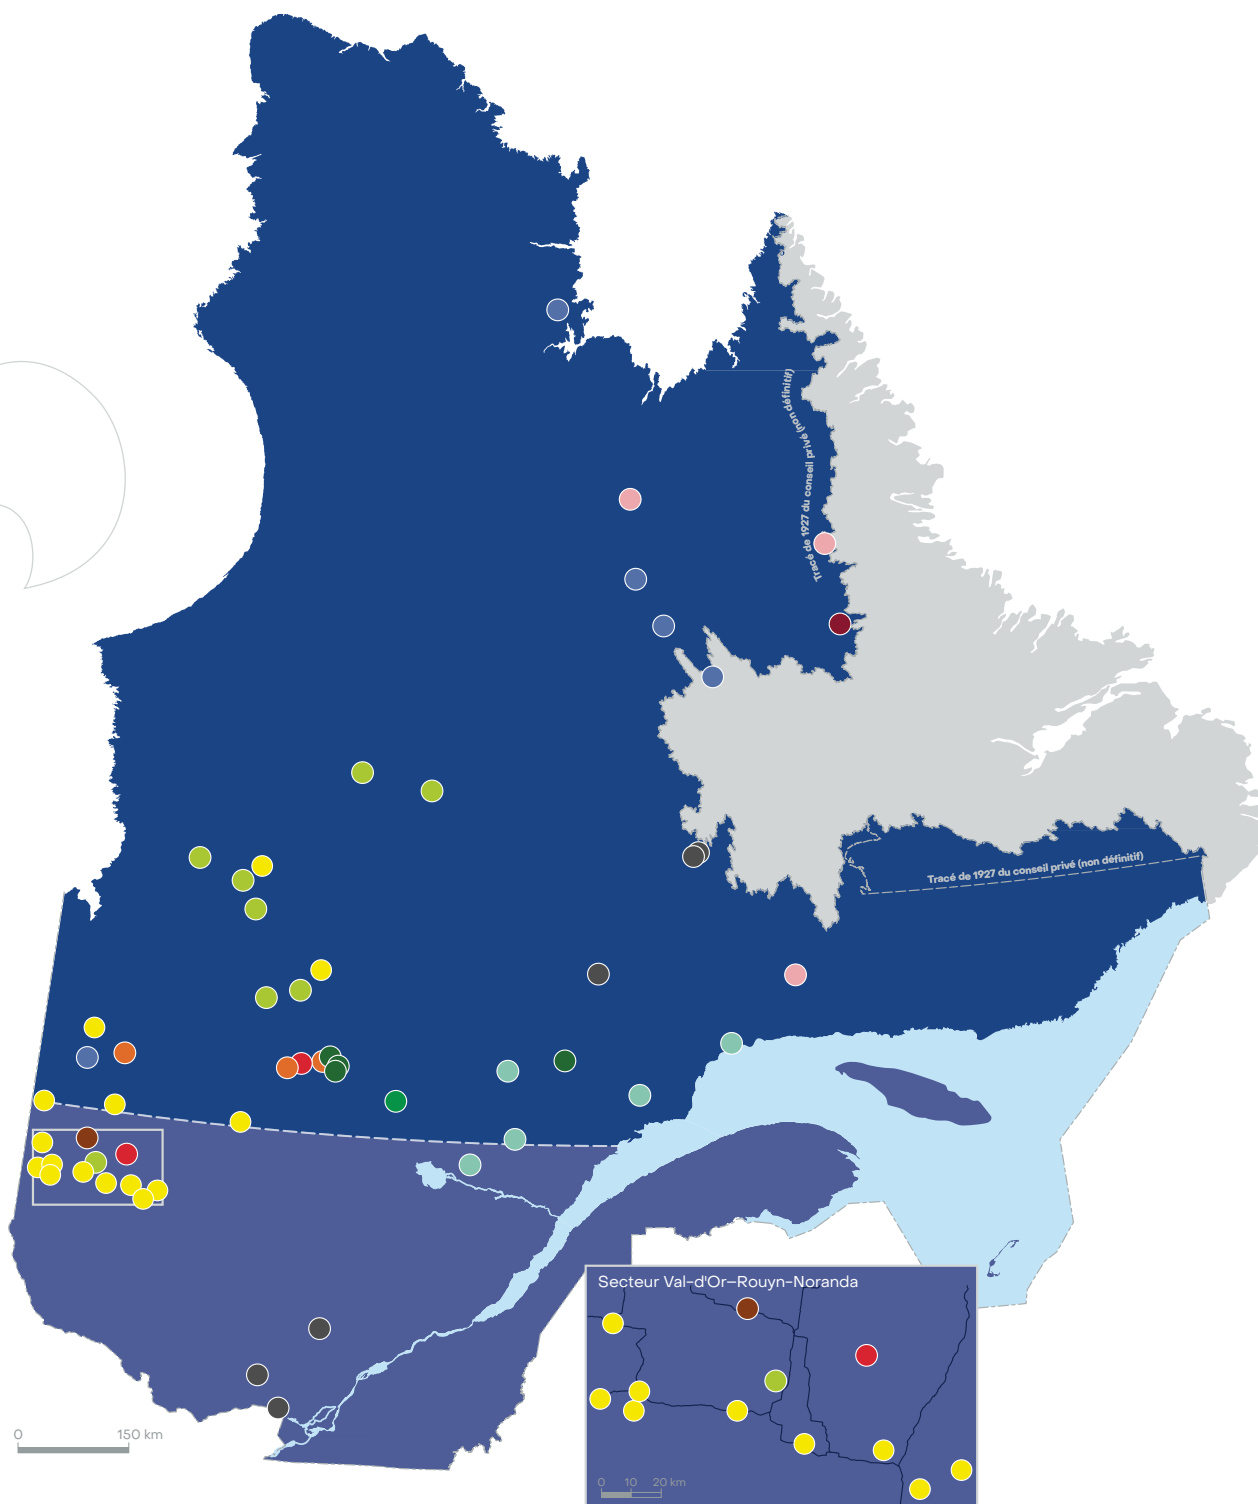 Tracé de 1927 du conseil privé (non définitif)
Tracé de 1927 du conseil privé (non définitif)
Secteur Val-d'Or–Rouyn-Noranda
0 150 km
0 10 20 km